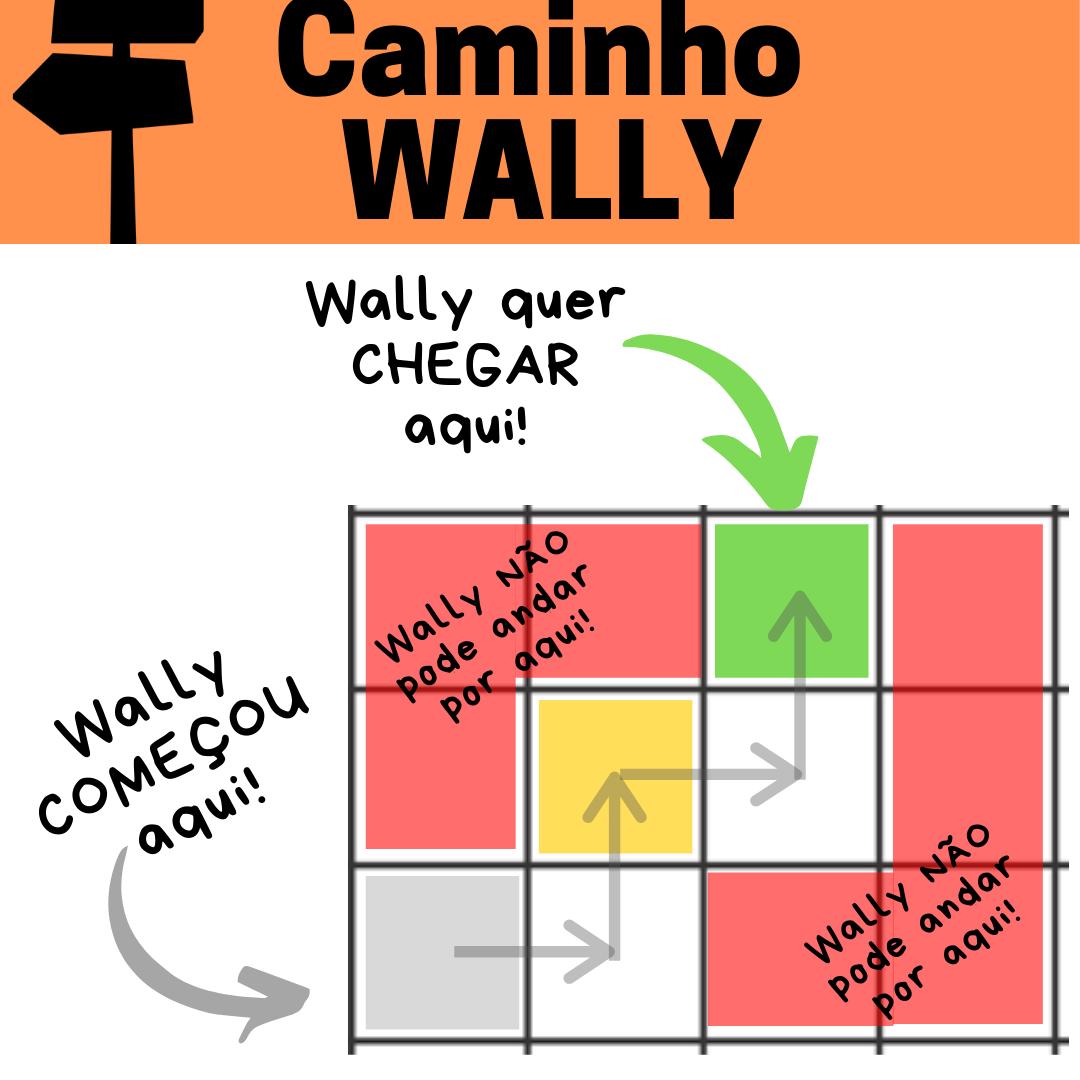 Caminho
WALLY
Wally quer
CHEGAR
aqui!
Wally NÃO
pode andar
por aqui!
Wally
COMEÇOU
aqui!
Wally NÃO
pode andar
por aqui!